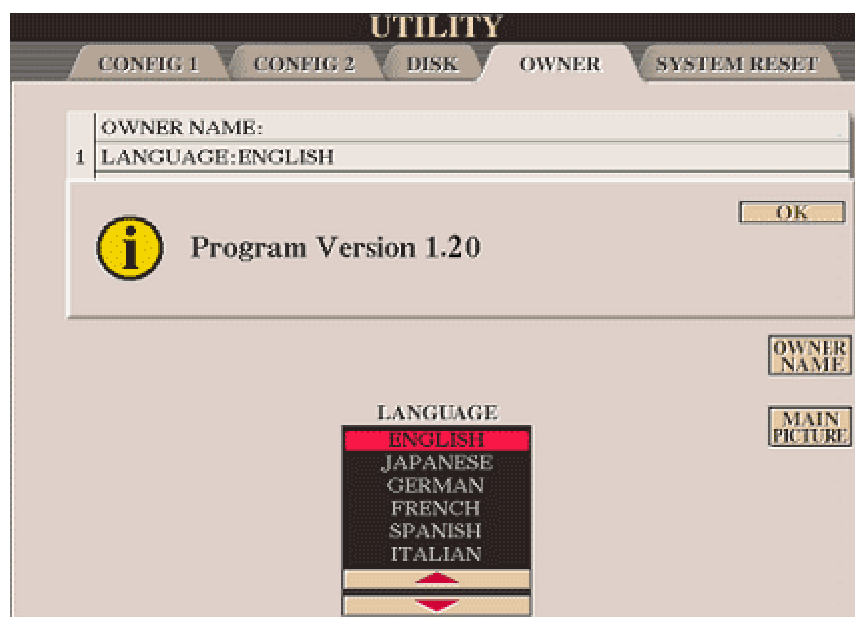 UTILITY
CONFIG 1 CONFIG 2 DISK OWNER SYSTEM RESET
OWNER NAME:
1 LANGUAGE:ENGLISH
OK
Program Version 1.20
OWNER
NAME
MAIN
PICTURE
LANGUAGE
ENGLISH
JAPANESE
GERMAN
FRENCH
SPANISH
ITALIAN